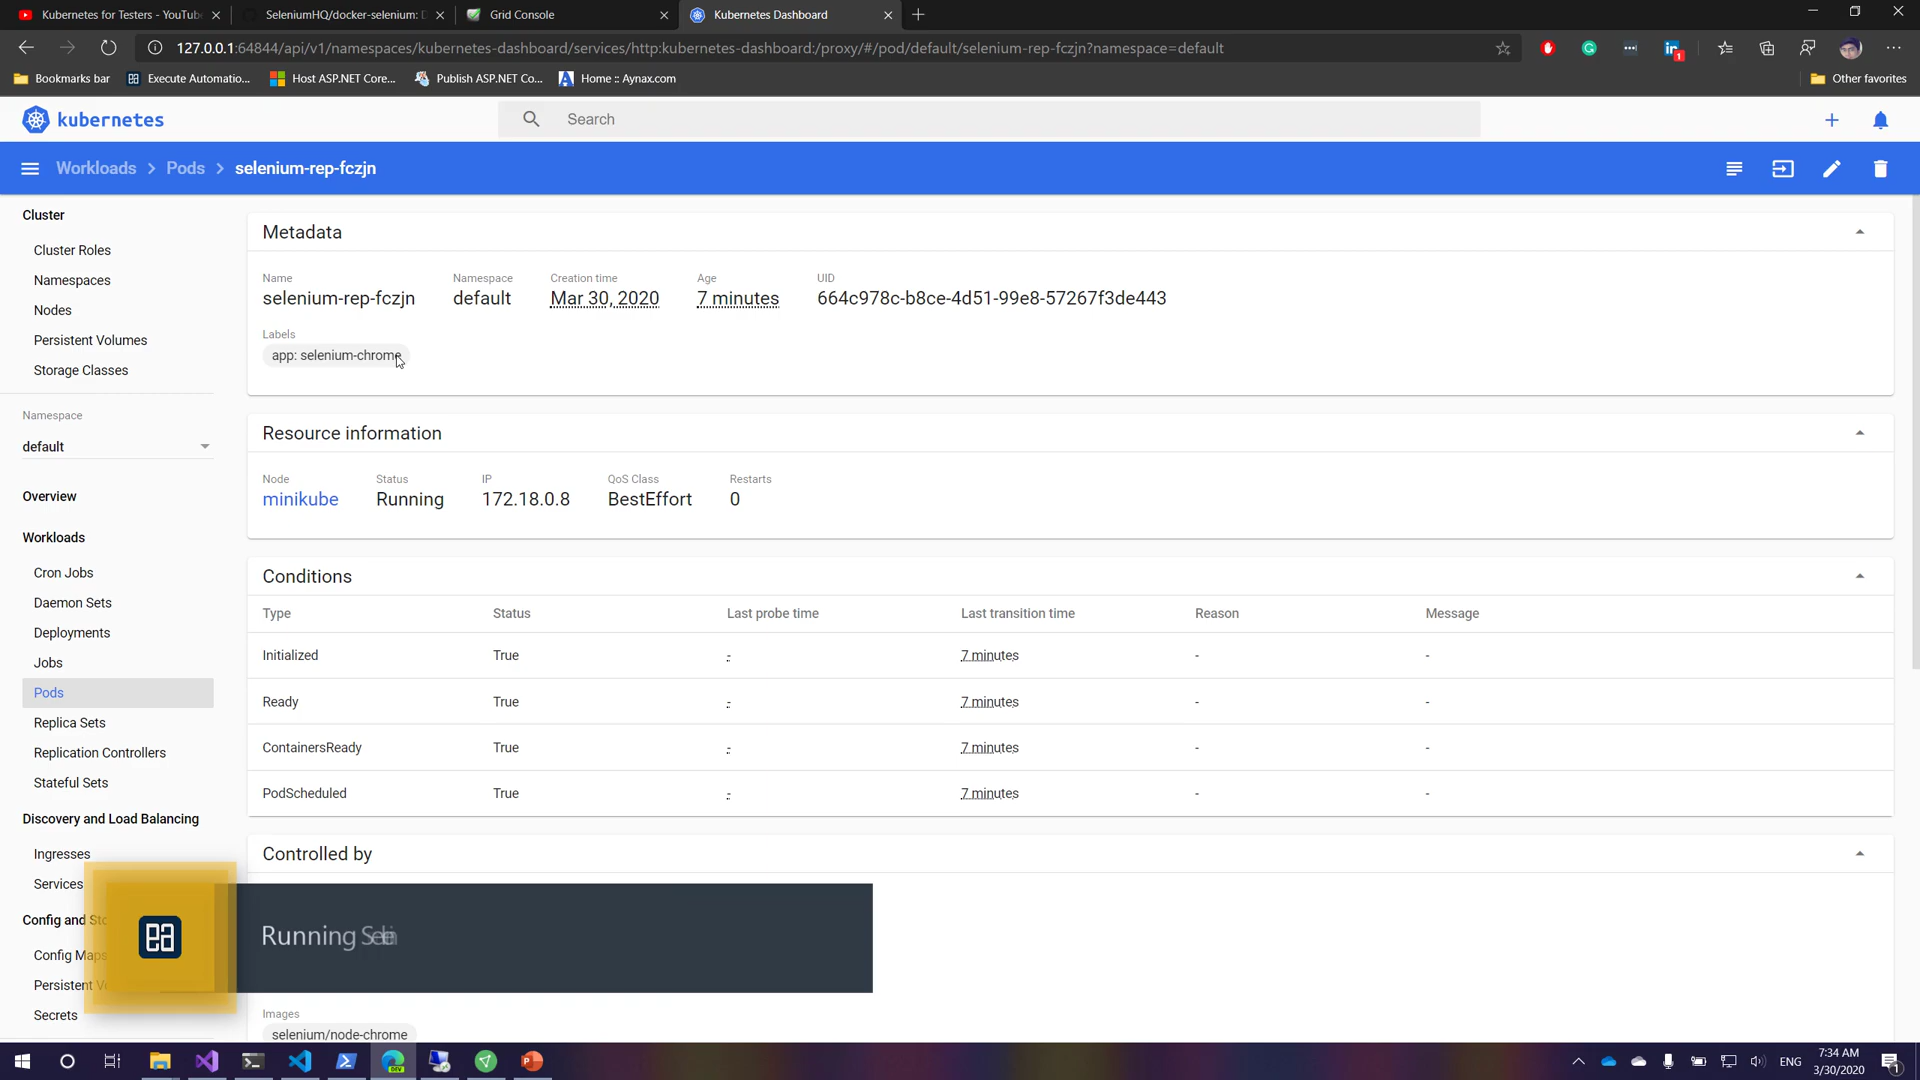 Kubernetes for Testers - YouTube
SeleniumHQ/docker-selenium: D
Grid Console
Kubernetes Dashboard
127.0.0.1:64844/api/v1/namespaces/kubernetes-dashboard/services/http:kubernetes-dashboard:/proxy/#/pod/default/selenium-rep-fczjn?namespace=default
Bookmarks bar
Execute Automatio...
Host ASP.NET Core...
Publish ASP.NET Co...
Home :: Aynax.com
Other favorites
kubernetes
Search
Workloads
Pods
selenium-rep-fczjn
Cluster
Cluster Roles
Namespaces
Nodes
Persistent Volumes
Storage Classes
Namespace
default
Overview
Workloads
Cron Jobs
Daemon Sets
Deployments
Jobs
Pods
Replica Sets
Replication Controllers
Stateful Sets
Discovery and Load Balancing
Ingresses
Services
Config and Sto
Config Maps
Persistent V
Secrets
Metadata
Name Namespace Creation time Age UID
selenium-rep-fczjn default Mar 30, 2020 7 minutes 664c978c-b8ce-4d51-99e8-57267f3de443
Labels
app: selenium-chrome
Resource information
Node Status IP QoS Class Restarts
minikube Running 172.18.0.8 BestEffort 0
Conditions
Type Status Last probe time Last transition time Reason Message
Initialized True - 7 minutes - -
Ready True - 7 minutes - -
ContainersReady True - 7 minutes - -
PodScheduled True - 7 minutes - -
Controlled by
Running
Images
selenium/node-chrome
ENG
7:34 AM
3/30/2020